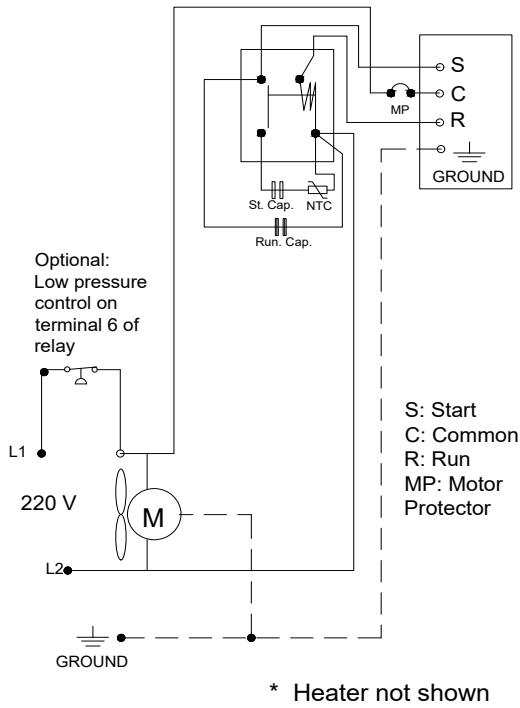 S
C
MP
R
GROUND
St. Cap.
NTC
Run. Cap.
Optional:
Low pressure
control on
terminal 6 of
relay
S: Start
C: Common
R: Run
MP: Motor
Protector
L1
220 V
M
L2
GROUND
* Heater not shown